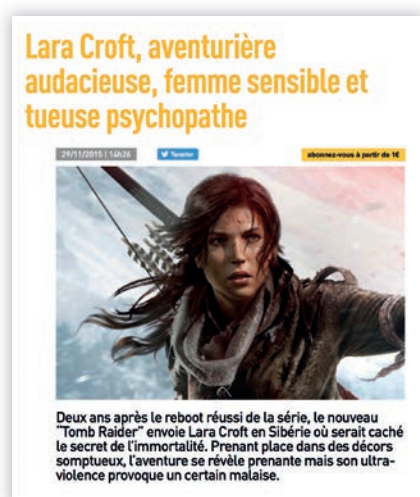 Lara Croft, aventurière
audacieuse, femme sensible et
tueuse psychopathe
29/11/2015 | 14h26
Tweeter
abonnez-vous à partir de 1€
Deux ans après le reboot réussi de la série, le nouveau
"Tomb Raider" envoie Lara Croft en Sibérie où serait caché
le secret de l'immortalité. Prenant place dans des décors
somptueux, l'aventure se révèle prenante mais son ultra-
violence provoque un certain malaise.